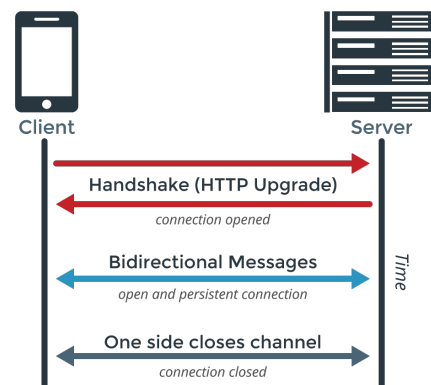 Client
Server
Handshake (HTTP Upgrade)
connection opened
Bidirectional Messages
open and persistent connection
Time
One side closes channel
connection closed